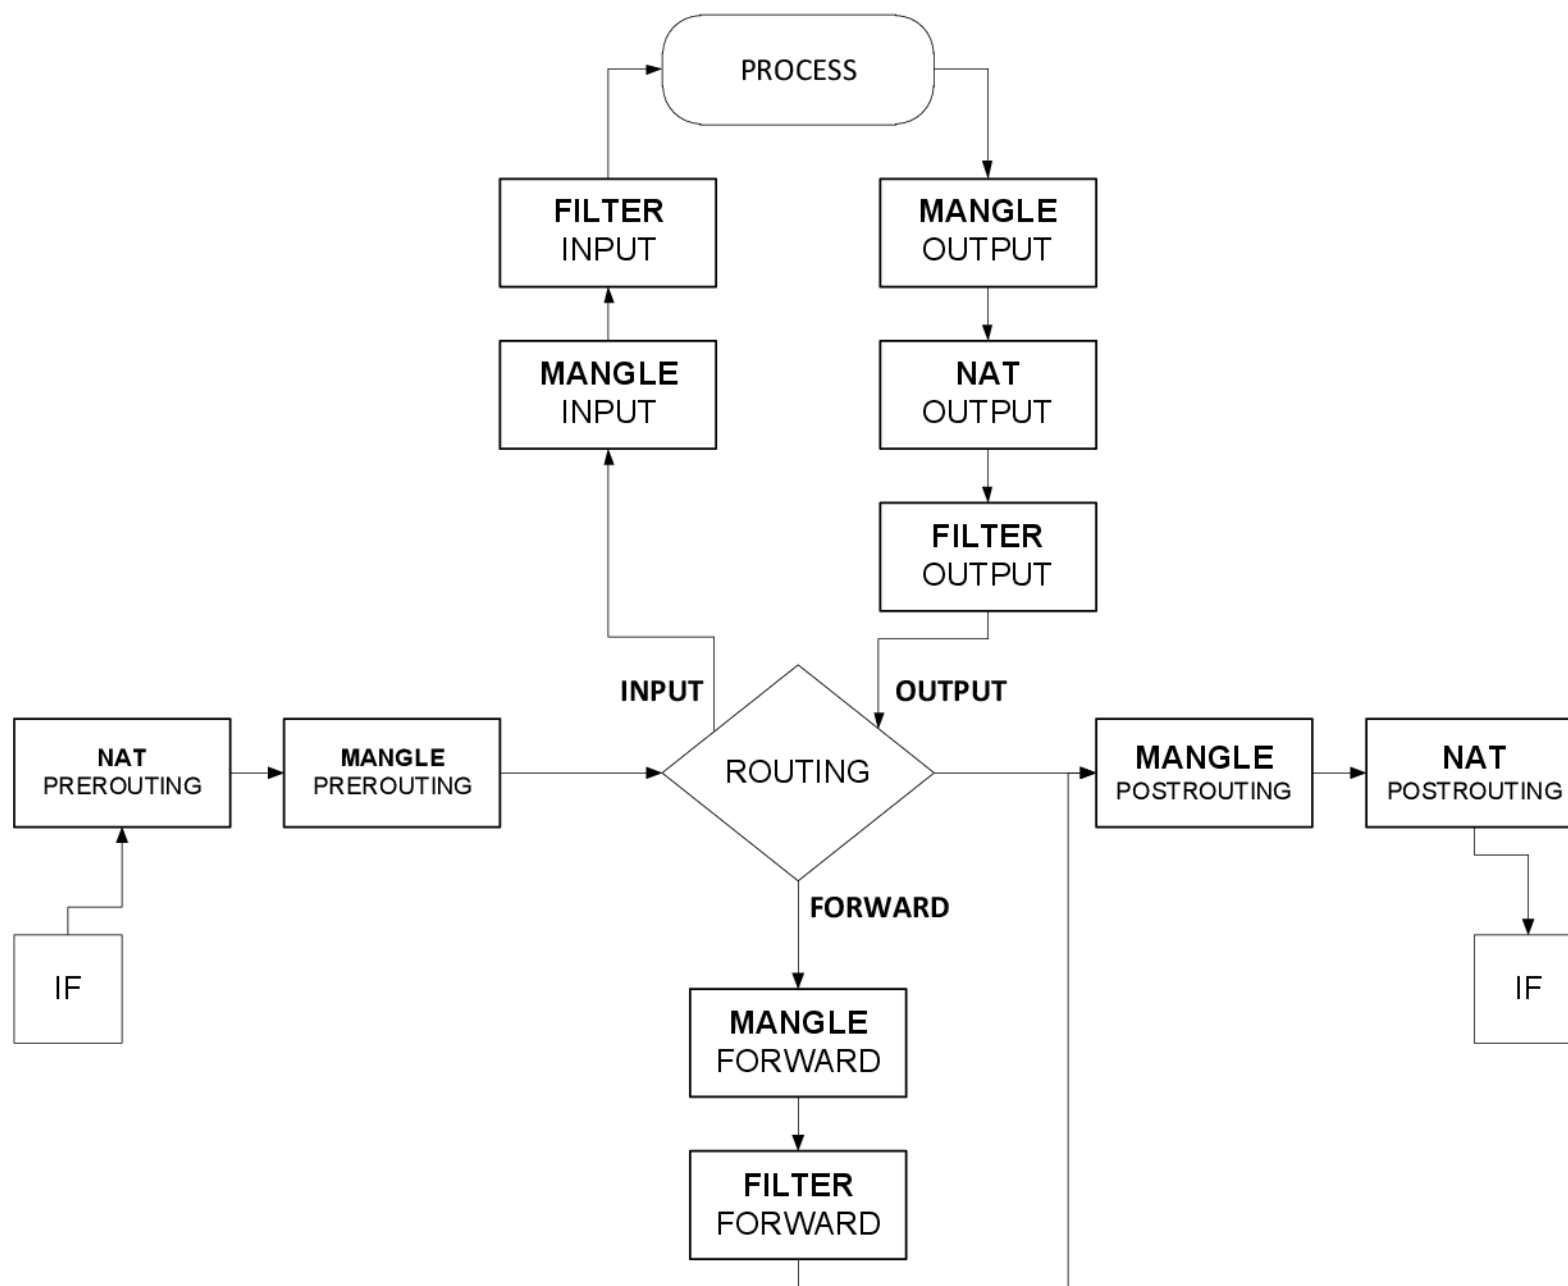 PROCESS
FILTER
INPUT
MANGLE
OUTPUT
MANGLE
INPUT
NAT
OUTPUT
FILTER
OUTPUT
INPUT
OUTPUT
NAT
PREROUTING
MANGLE
PREROUTING
ROUTING
MANGLE
POSTROUTING
NAT
POSTROUTING
FORWARD
IF
IF
MANGLE
FORWARD
FILTER
FORWARD